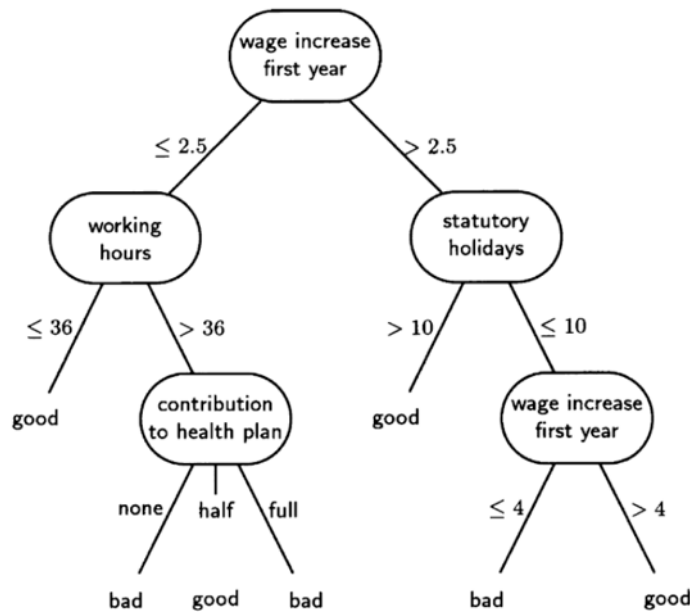 wage increase
first year
≤ 2.5
> 2.5
working
hours
statutory
holidays
≤ 36
> 36
> 10
≤ 10
good
contribution
to health plan
good
wage increase
first year
none
half
full
≤ 4
> 4
bad
good
bad
bad
good